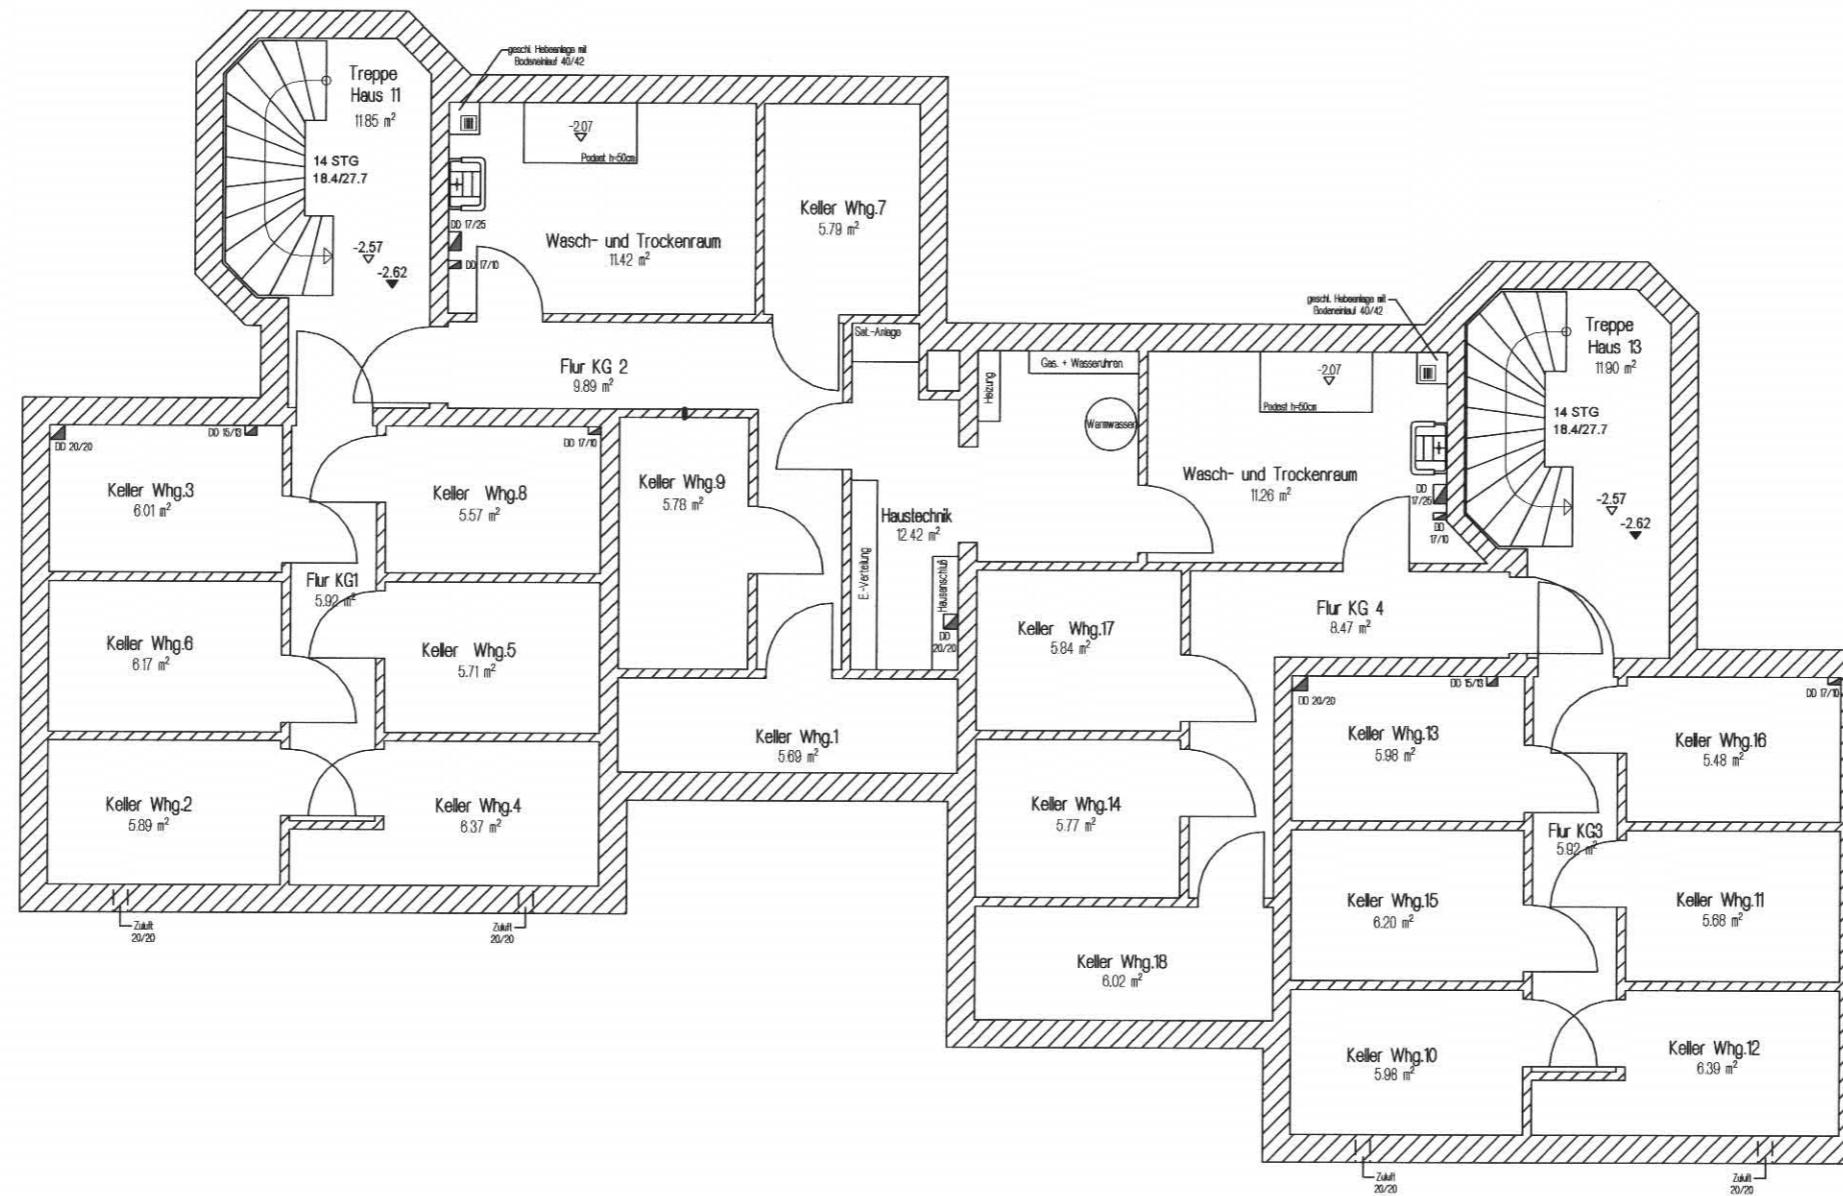 geschl. Hebeanlage mit
Bodeneinlauf 40/42
Treppe
Haus 11
11.85 m²
14 STG
18.4/27.7
-2.57
-2.62
-2.07
Podest h=50cm
DD 17/25
DD 17/10
Wasch- und Trockenraum
11.42 m²
Keller Whg.7
5.79 m²
Sat.-Anlage
Flur KG 2
9.89 m²
geschl. Hebeanlage mit
Bodeneinlauf 40/42
Treppe
Haus 13
11.90 m²
14 STG
18.4/27.7
-2.57
-2.62
Heizung
Gas. + Wasseruhren
Warmwasser
-2.07
Podest h=50cm
Wasch- und Trockenraum
11.26 m²
DD
17/25
DD
17/10
DD 20/20
DD 15/13
DD 17/10
Keller Whg.3
6.01 m²
Keller Whg.8
5.57 m²
Keller Whg.9
5.78 m²
Haustechnik
12.42 m²
E.-Verteilung
Hausanschluß
DD
20/20
Flur KG1
5.92 m²
Keller Whg.6
6.17 m²
Keller Whg.5
5.71 m²
Keller Whg.17
5.84 m²
Flur KG 4
8.47 m²
Keller Whg.1
5.69 m²
Keller Whg.2
5.89 m²
Keller Whg.4
6.37 m²
Keller Whg.14
5.77 m²
DD 20/20
DD 15/13
DD 17/10
Keller Whg.13
5.98 m²
Keller Whg.16
5.48 m²
Flur KG3
5.92 m²
Keller Whg.15
6.20 m²
Keller Whg.11
5.68 m²
Zuluft
20/20
Zuluft
20/20
Keller Whg.18
6.02 m²
Keller Whg.10
5.98 m²
Keller Whg.12
6.39 m²
Zuluft
20/20
Zuluft
20/20